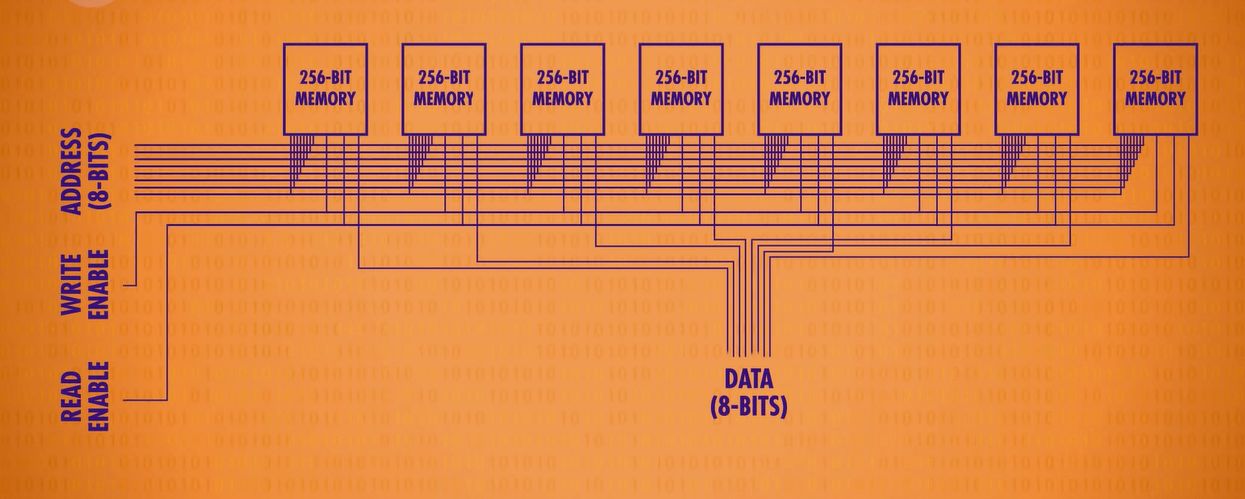 256-BIT
MEMORY
256-BIT
MEMORY
256-BIT
MEMORY
256-BIT
MEMORY
256-BIT
MEMORY
256-BIT
MEMORY
256-BIT
MEMORY
256-BIT
MEMORY
ADDRESS
(8-BITS)
WRITE
ENABLE
READ
ENABLE
DATA
(8-BITS)